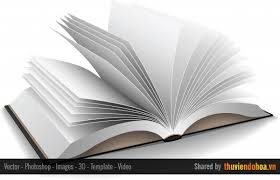 Vector - Photoshop - Images - 3D - Template - Video
Shared by thuviendohoa.vn